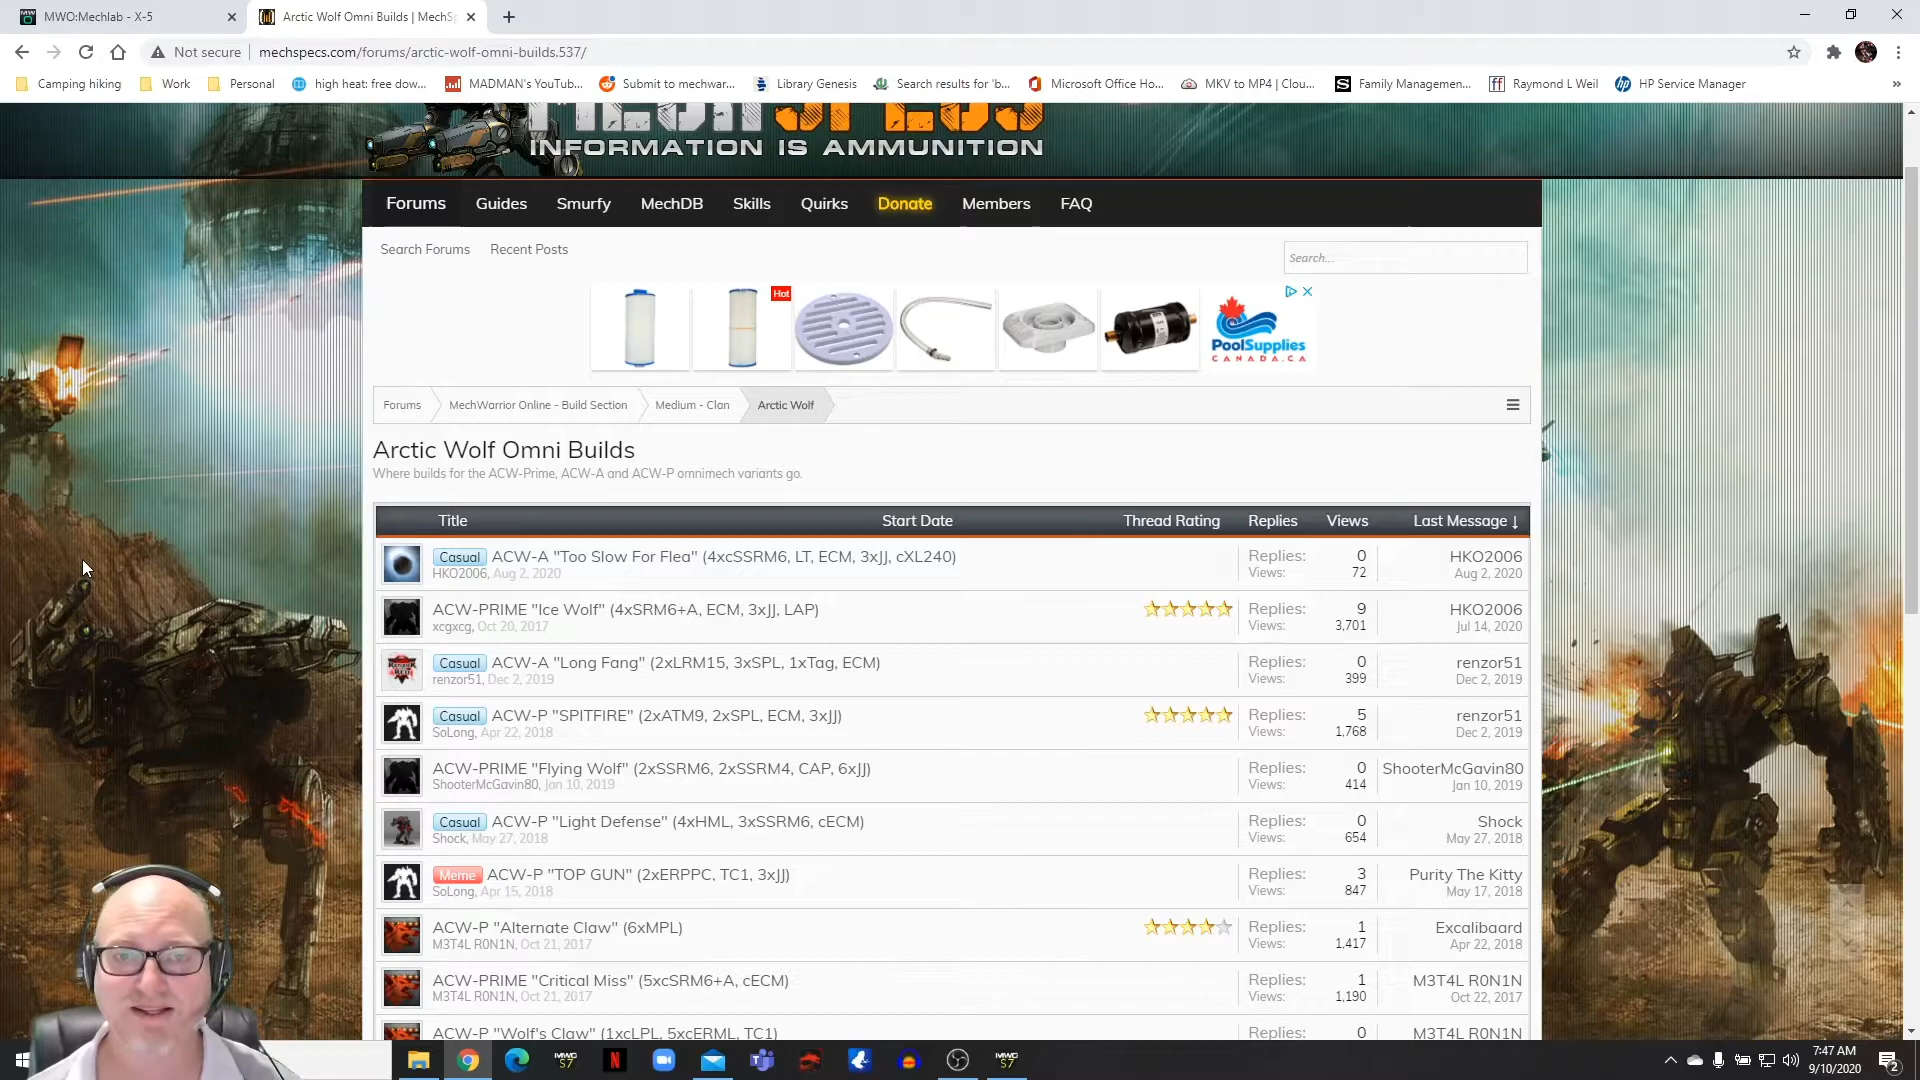 MWO:Mechlab - X-5
Arctic Wolf Omni Builds | MechSp
Not secure mechspecs.com/forums/arctic-wolf-omni-builds.537/
Camping hiking Work Personal high heat: free dow... MADMAN's YouTub... Submit to mechwar... Library Genesis Search results for 'b... Microsoft Office Ho... MKV to MP4 | Clou... Family Managemen... Raymond L Weil HP Service Manager »
INFORMATION IS AMMUNITION
Forums Guides Smurfy MechDB Skills Quirks Donate Members FAQ
Search Forums Recent Posts
Search...
Hot
PoolSupplies
CANADA.CA
Forums MechWarrior Online - Build Section Medium - Clan Arctic Wolf
Arctic Wolf Omni Builds
Where builds for the ACW-Prime, ACW-A and ACW-P omnimech variants go.
Title Start Date Thread Rating Replies Views Last Message ↓
Casual ACW-A "Too Slow For Flea" (4xcSSRM6, LT, ECM, 3xJJ, cXL240) Replies: 0 HKO2006
HKO2006, Aug 2, 2020 Views: 72 Aug 2, 2020
ACW-PRIME "Ice Wolf" (4xSRM6+A, ECM, 3xJJ, LAP) Replies: 9 HKO2006
xcgxcg, Oct 20, 2017 Views: 3,701 Jul 14, 2020
Casual ACW-A "Long Fang" (2xLRM15, 3xSPL, 1xTag, ECM) Replies: 0 renzor51
renzor51, Dec 2, 2019 Views: 399 Dec 2, 2019
Casual ACW-P "SPITFIRE" (2xATM9, 2xSPL, ECM, 3xJJ) Replies: 5 renzor51
SoLong, Apr 22, 2018 Views: 1,768 Dec 2, 2019
ACW-PRIME "Flying Wolf" (2xSSRM6, 2xSSRM4, CAP, 6xJJ) Replies: 0 ShooterMcGavin80
ShooterMcGavin80, Jan 10, 2019 Views: 414 Jan 10, 2019
Casual ACW-P "Light Defense" (4xHML, 3xSSRM6, cECM) Replies: 0 Shock
Shock, May 27, 2018 Views: 654 May 27, 2018
Meme ACW-P "TOP GUN" (2xERPPC, TC1, 3xJJ) Replies: 3 Purity The Kitty
SoLong, Apr 15, 2018 Views: 847 May 17, 2018
ACW-P "Alternate Claw" (6xMPL) Replies: 1 Excalibaard
M3T4L R0N1N, Oct 21, 2017 Views: 1,417 Apr 22, 2018
ACW-PRIME "Critical Miss" (5xcSRM6+A, cECM) Replies: 1 M3T4L R0N1N
M3T4L R0N1N, Oct 21, 2017 Views: 1,190 Oct 22, 2017
ACW-P "Wolf's Claw" (1xcLPL, 5xcERML, TC1) Replies: 0 M3T4L R0N1N
7:47 AM
9/10/2020
2